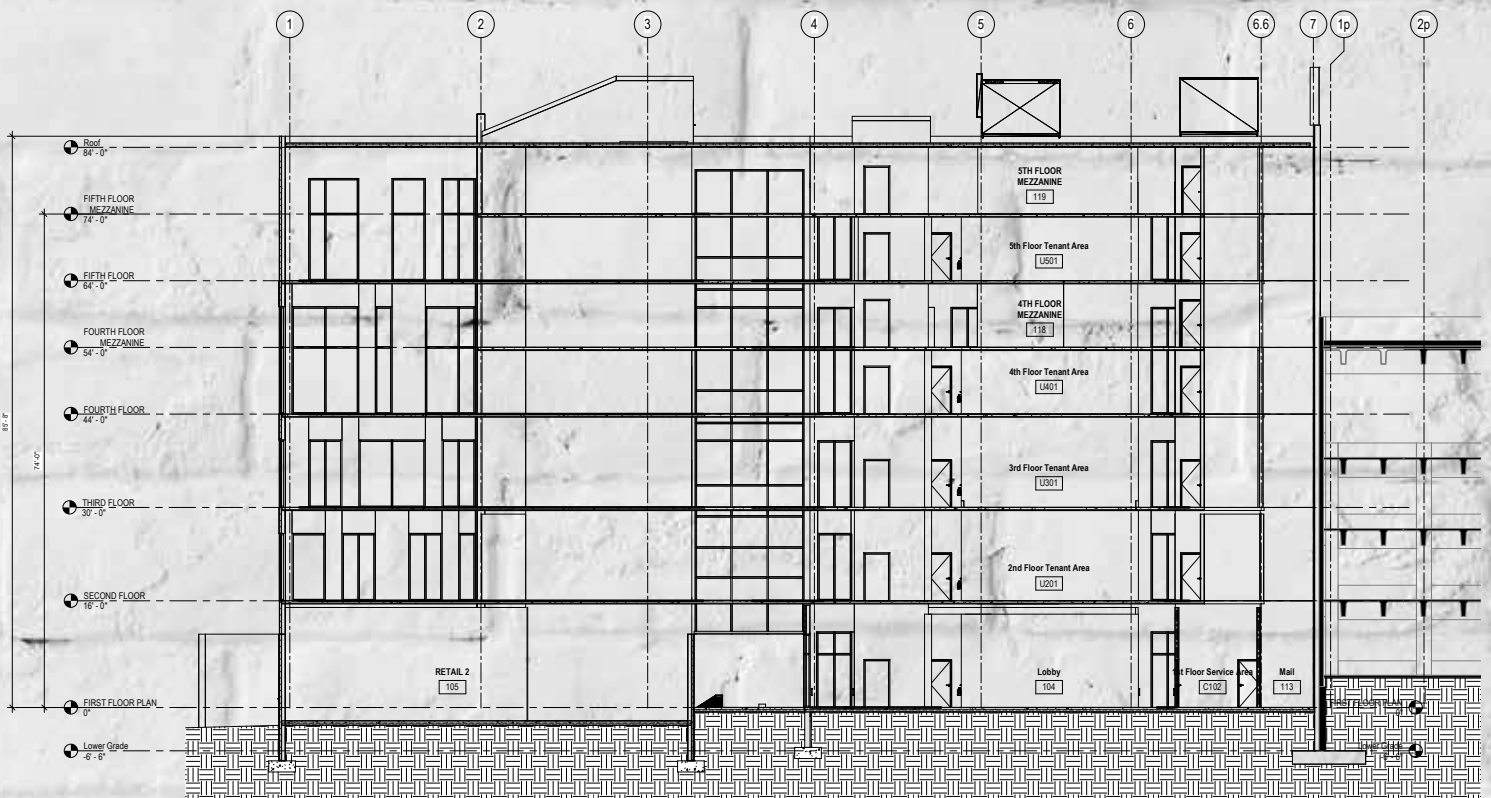 1 2 3 4 5 6 6.6 7 1p 2p
Roof
84' - 0"
FIFTH FLOOR
MEZZANINE
74' - 0"
FIFTH FLOOR
64' - 0"
FOURTH FLOOR
MEZZANINE
54' - 0"
FOURTH FLOOR
44' - 0"
THIRD FLOOR
30' - 0"
SECOND FLOOR
16' - 0"
FIRST FLOOR PLAN
0"
Lower Grade
-6' - 6"
85' - 8"
74'-0"
5TH FLOOR
MEZZANINE
119
5th Floor Tenant Area
U501
4TH FLOOR
MEZZANINE
118
4th Floor Tenant Area
U401
3rd Floor Tenant Area
U301
2nd Floor Tenant Area
U201
RETAIL 2
105
Lobby
104
1st Floor Service Area
C102
Mail
113
FIRST FLOOR PLAN
0"
Lower Grade
-6' - 6"